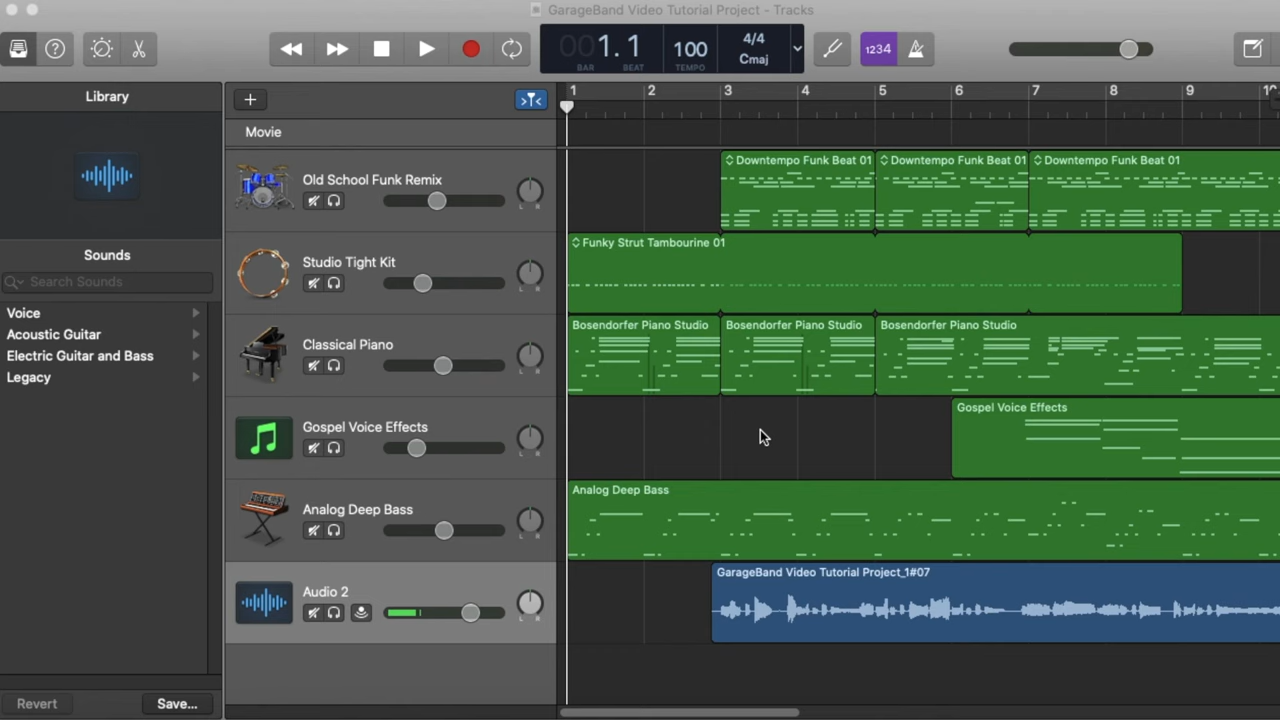 GarageBand Video Tutorial Project - Tracks
001.1
BAR BEAT
100
TEMPO
4/4
Cmaj
1234
Library
1 2 3 4 5 6 7 8 9 10
Movie
Old School Funk Remix
Downtempo Funk Beat 01 Downtempo Funk Beat 01 Downtempo Funk Beat 01
L R
Sounds
Search Sounds
Studio Tight Kit
Funky Strut Tambourine 01
L R
Voice
Acoustic Guitar
Electric Guitar and Bass
Legacy
Classical Piano
Bosendorfer Piano Studio Bosendorfer Piano Studio Bosendorfer Piano Studio
L R
Gospel Voice Effects
Gospel Voice Effects
L R
Analog Deep Bass
Analog Deep Bass
L R
Audio 2
GarageBand Video Tutorial Project_1#07
L R
Revert Save...